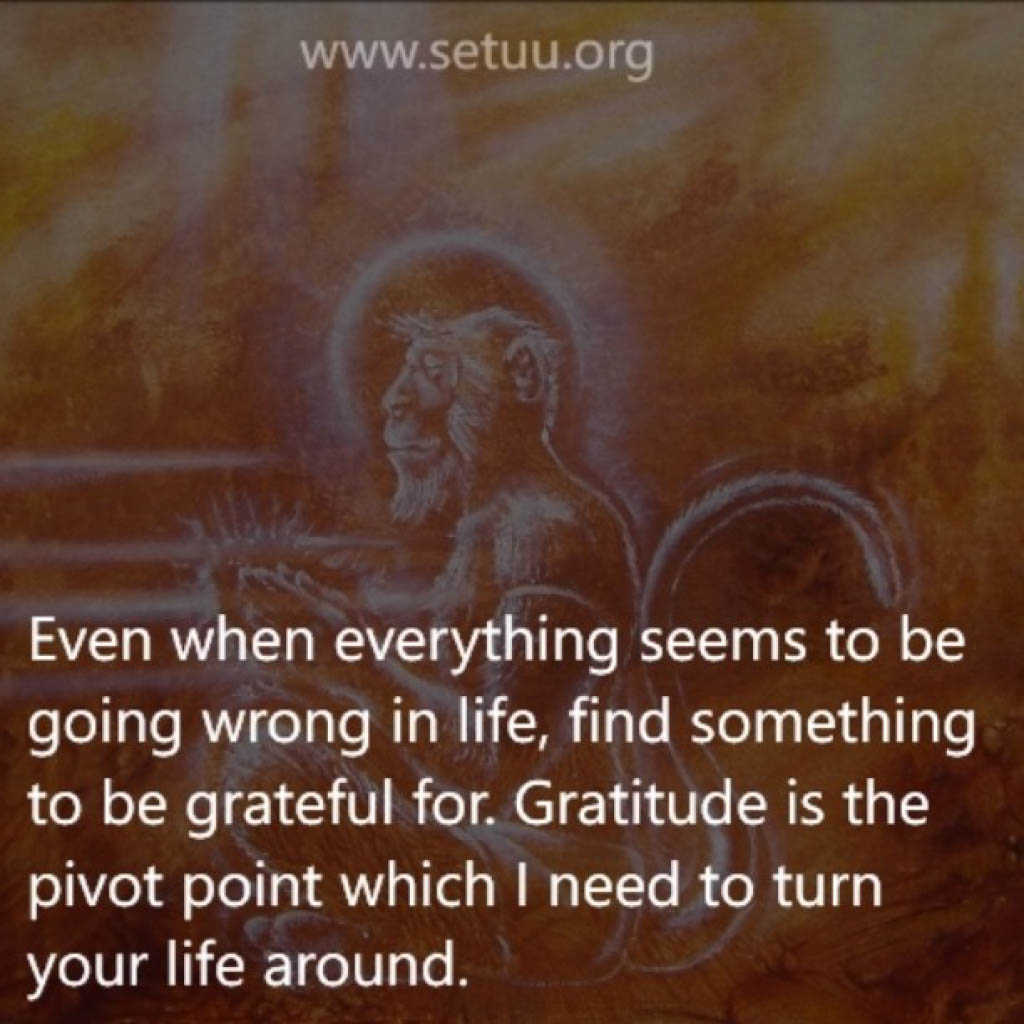 www.setuu.org
Even when everything seems to be
going wrong in life, find something
to be grateful for. Gratitude is the
pivot point which I need to turn
your life around.